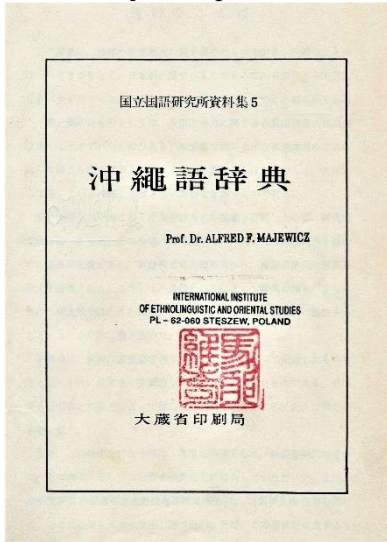 国立国語研究所資料集5
沖繩語辞典
Prof. Dr. ALFRED F. MAJEWICZ
INTERNATIONAL INSTITUTE
OF ETHNOLINGUISTIC AND ORIENTAL STUDIES
PL - 62-060 STĘSZEW, POLAND
大蔵省印刷局